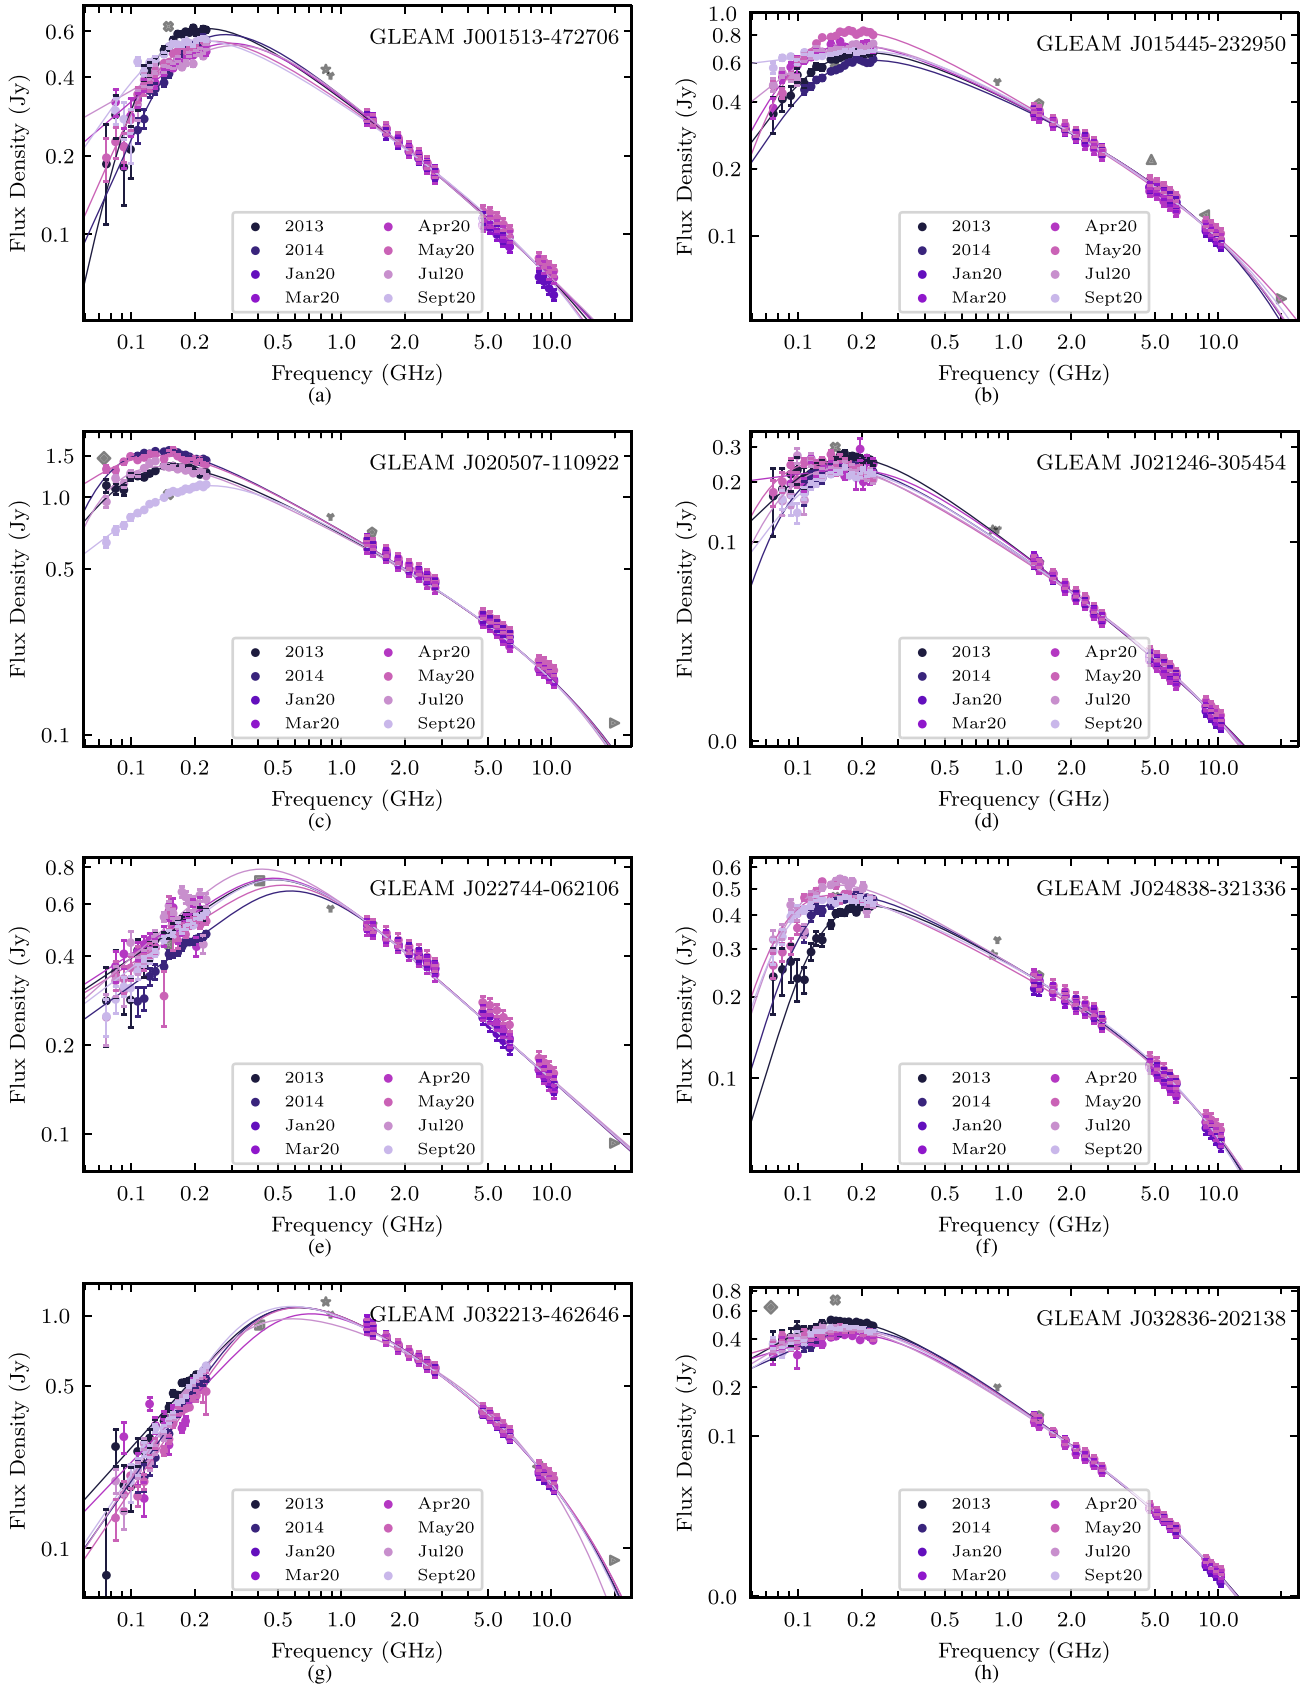 GLEAM J001513-472706
Flux Density (Jy)
0.6
0.4
0.2
0.1
2013
2014
Jan20
Mar20
Apr20
May20
Jul20
Sept20
0.1 0.2 0.5 1.0 2.0 5.0 10.0
Frequency (GHz)
(a)
GLEAM J015445-232950
Flux Density (Jy)
1.0
0.8
0.6
0.4
0.2
0.1
2013
2014
Jan20
Mar20
Apr20
May20
Jul20
Sept20
0.1 0.2 0.5 1.0 2.0 5.0 10.0
Frequency (GHz)
(b)
GLEAM J020507-110922
Flux Density (Jy)
1.5
1.0
0.5
0.1
2013
2014
Jan20
Mar20
Apr20
May20
Jul20
Sept20
0.1 0.2 0.5 1.0 2.0 5.0 10.0
Frequency (GHz)
(c)
GLEAM J021246-305454
Flux Density (Jy)
0.3
0.2
0.1
0.0
2013
2014
Jan20
Mar20
Apr20
May20
Jul20
Sept20
0.1 0.2 0.5 1.0 2.0 5.0 10.0
Frequency (GHz)
(d)
GLEAM J022744-062106
Flux Density (Jy)
0.8
0.6
0.4
0.2
0.1
2013
2014
Jan20
Mar20
Apr20
May20
Jul20
Sept20
0.1 0.2 0.5 1.0 2.0 5.0 10.0
Frequency (GHz)
(e)
GLEAM J024838-321336
Flux Density (Jy)
0.6
0.5
0.4
0.3
0.2
0.1
2013
2014
Jan20
Mar20
Apr20
May20
Jul20
Sept20
0.1 0.2 0.5 1.0 2.0 5.0 10.0
Frequency (GHz)
(f)
GLEAM J032213-462646
Flux Density (Jy)
1.0
0.5
0.1
2013
2014
Jan20
Mar20
Apr20
May20
Jul20
Sept20
0.1 0.2 0.5 1.0 2.0 5.0 10.0
Frequency (GHz)
(g)
GLEAM J032836-202138
Flux Density (Jy)
0.8
0.6
0.4
0.2
0.1
0.0
2013
2014
Jan20
Mar20
Apr20
May20
Jul20
Sept20
0.1 0.2 0.5 1.0 2.0 5.0 10.0
Frequency (GHz)
(h)